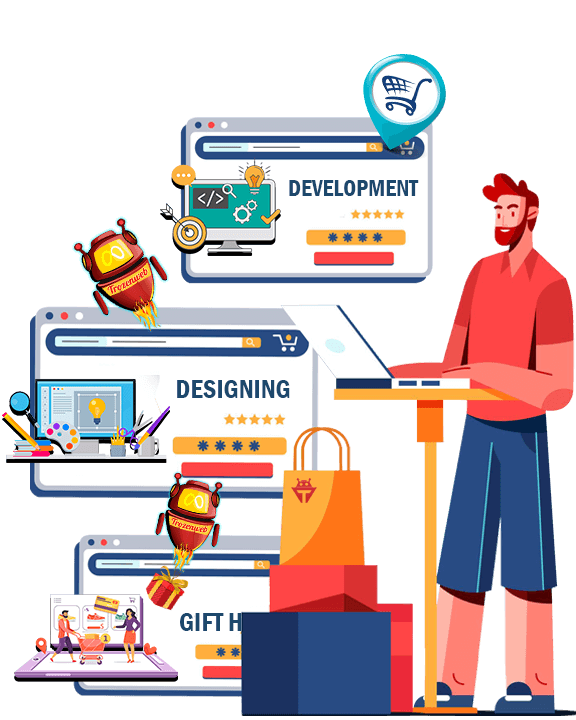 DEVELOPMENT
</>
Trozenweb
DESIGNING
Trozenweb
GIFT H